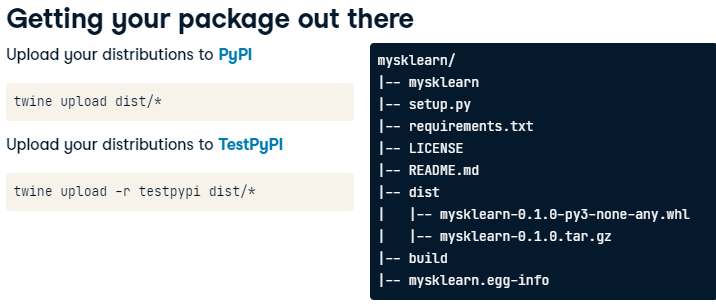 Getting your package out there
Upload your distributions to PyPI
twine upload dist/*
Upload your distributions to TestPyPI
twine upload -r testpypi dist/*
mysklearn/
|-- mysklearn
|-- setup.py
|-- requirements.txt
|-- LICENSE
|-- README.md
|-- dist
|   |-- mysklearn-0.1.0-py3-none-any.whl
|   |-- mysklearn-0.1.0.tar.gz
|-- build
|-- mysklearn.egg-info